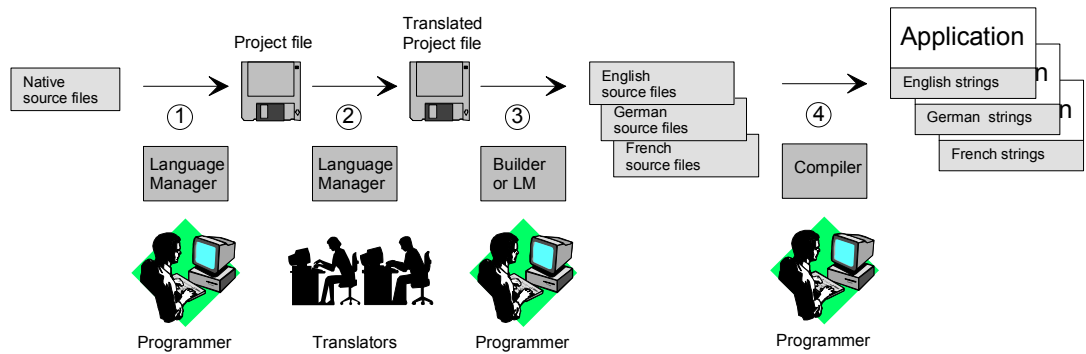 Native
source files
1
Language
Manager
Programmer
Project file
2
Language
Manager
Translators
Translated
Project file
3
Builder
or LM
Programmer
English
source files
German
source files
French
source files
4
Compiler
Programmer
Application
English strings
n
German strings
n
French strings